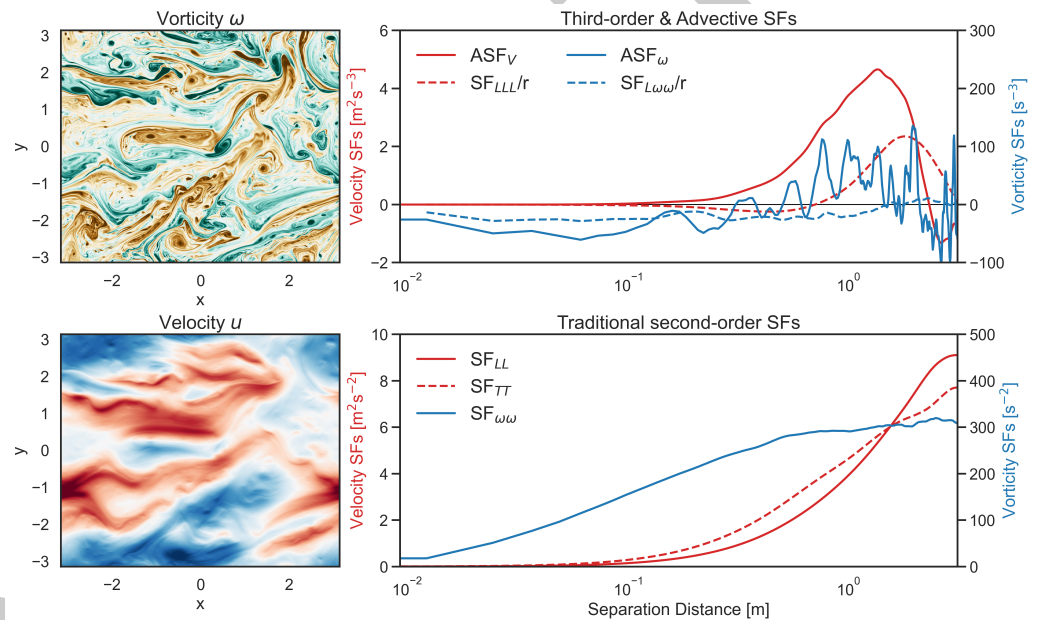 Vorticity ω
3
2
1
0
−1
−2
−3
y
−2
0
2
x
Third-order & Advective SFs
6
4
2
0
−2
Velocity SFs [m²s⁻³]
ASF_V
SF_LLL/r
ASF_ω
SF_Lωω/r
300
200
100
0
−100
Vorticity SFs [s⁻³]
10⁻²
10⁻¹
10⁰
Velocity u
3
2
1
0
−1
−2
−3
y
−2
0
2
x
Traditional second-order SFs
10
8
6
4
2
0
Velocity SFs [m²s⁻²]
SF_LL
SF_TT
SF_ωω
500
400
300
200
100
0
Vorticity SFs [s⁻²]
10⁻²
10⁻¹
10⁰
Separation Distance [m]